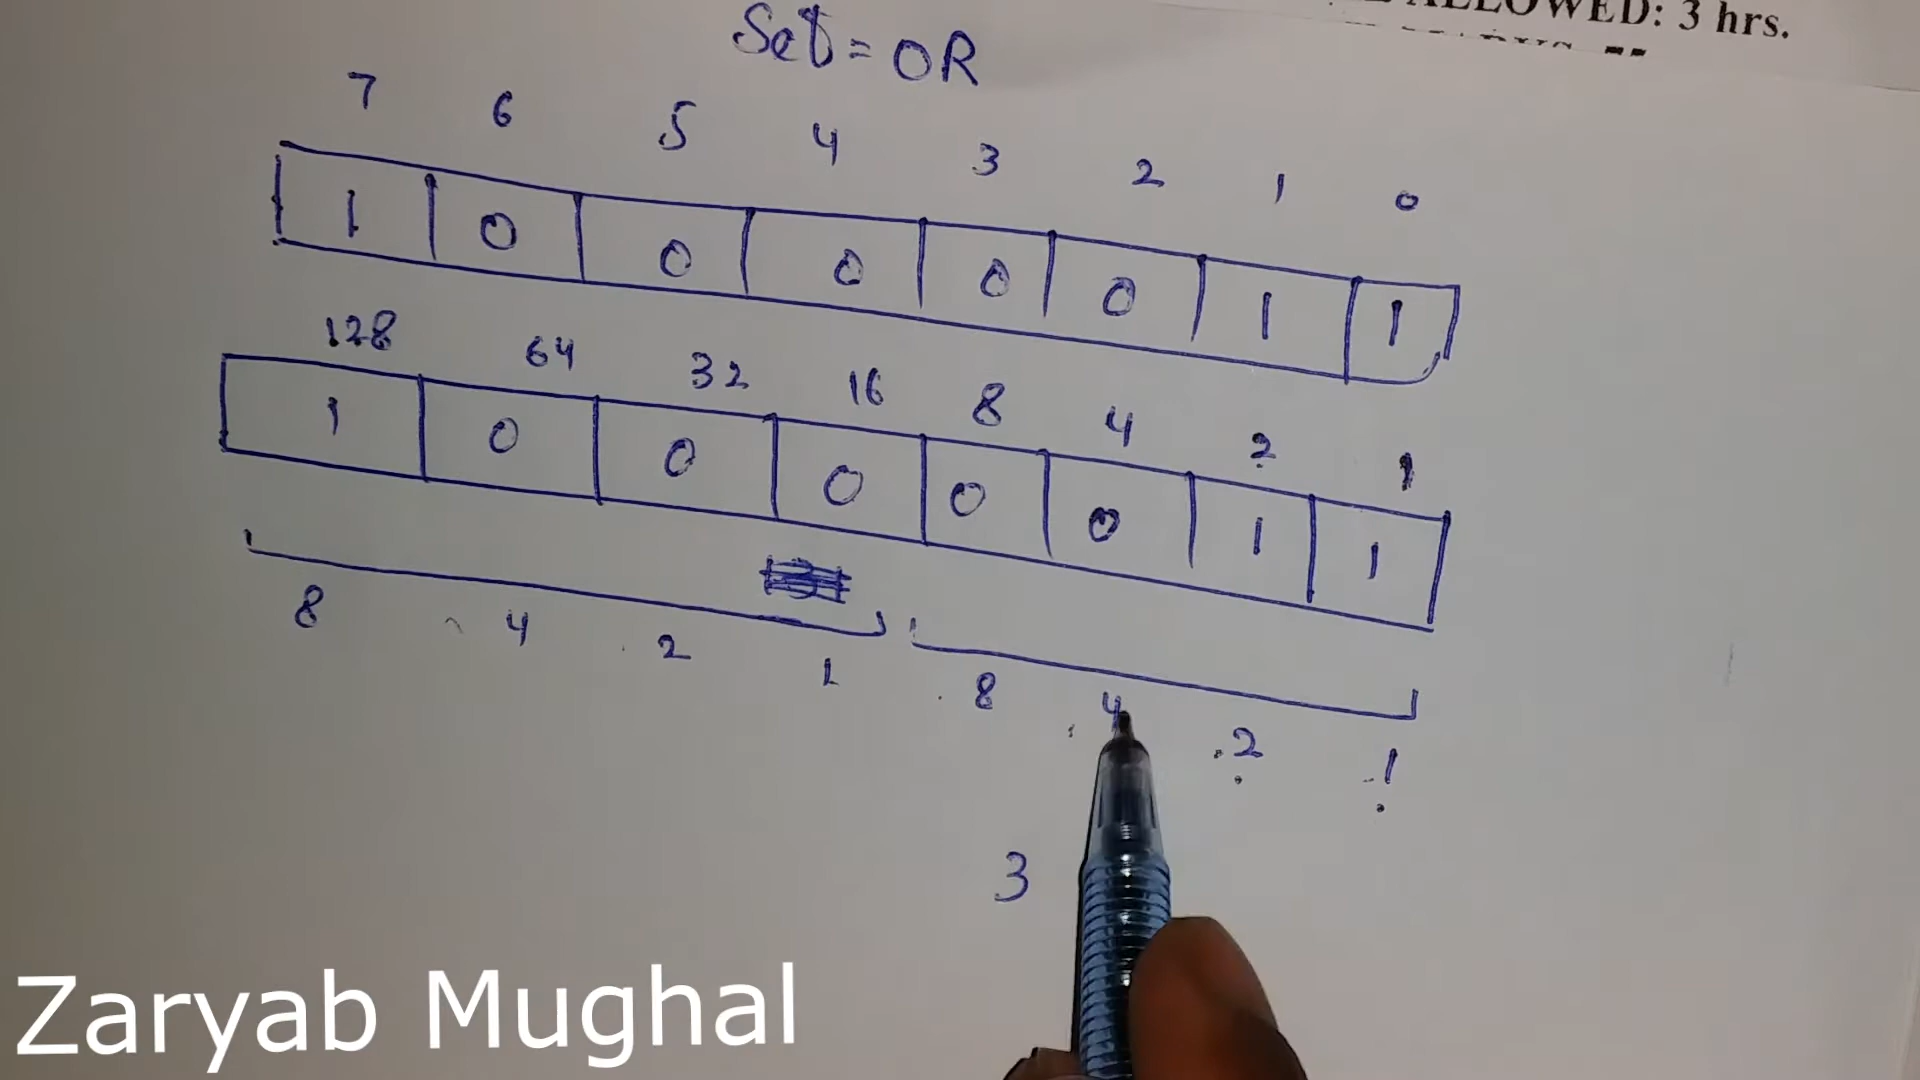 ALLOWED: 3 hrs.
Set = OR
7 6 5 4 3 2 1 0
1 0 0 0 0 0 1 1
128 64 32 16 8 4 2 1
1 0 0 0 0 0 1 1
8 4 2 1 8 4 2 1
3
Zaryab Mughal